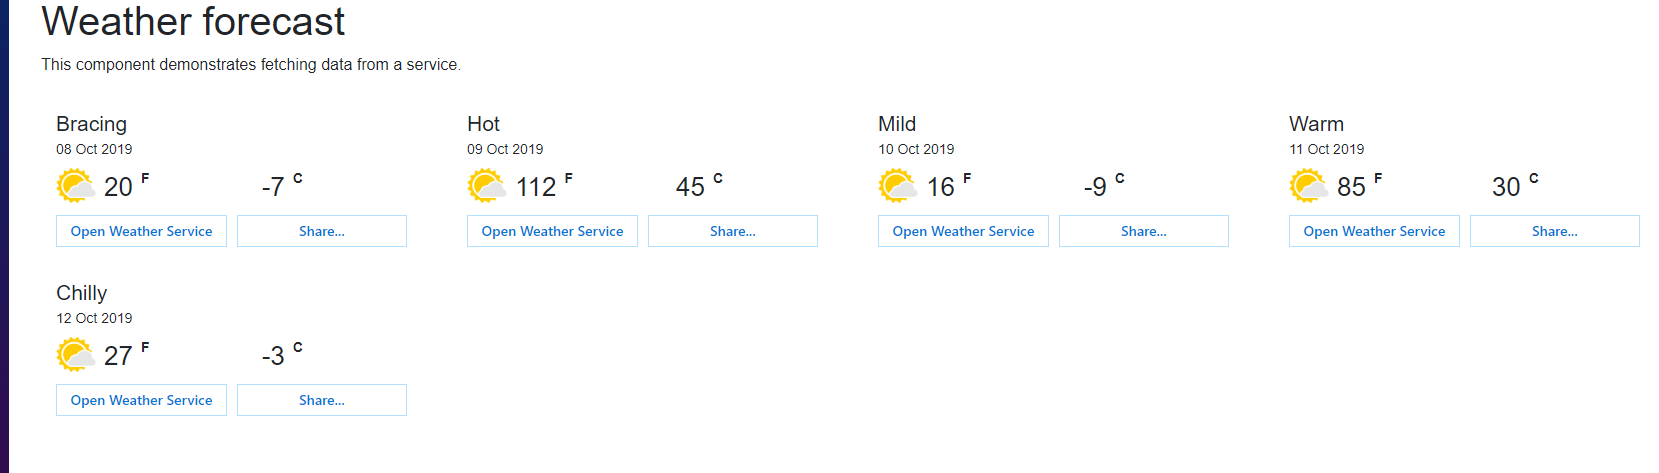 Weather forecast
This component demonstrates fetching data from a service.
Bracing
08 Oct 2019
20 F -7 C
Open Weather Service Share...
Hot
09 Oct 2019
112 F 45 C
Open Weather Service Share...
Mild
10 Oct 2019
16 F -9 C
Open Weather Service Share...
Warm
11 Oct 2019
85 F 30 C
Open Weather Service Share...
Chilly
12 Oct 2019
27 F -3 C
Open Weather Service Share...